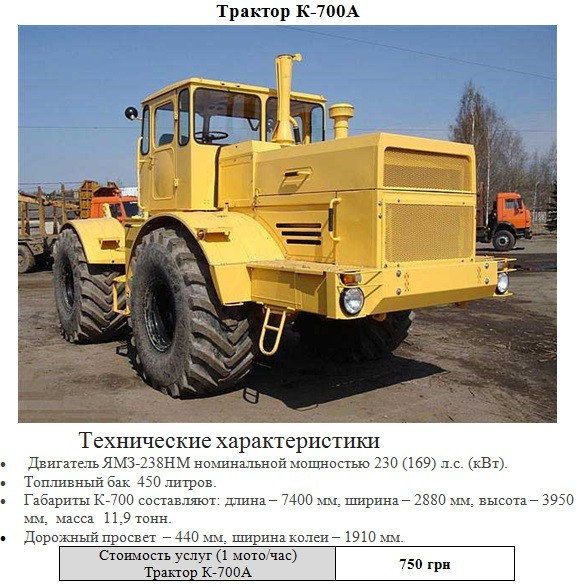 Трактор К-700А
Технические характеристики
• Двигатель ЯМЗ-238НМ номинальной мощностью 230 (169) л.с. (кВт).
• Топливный бак 450 литров.
• Габариты К-700 составляют: длина – 7400 мм, ширина – 2880 мм, высота – 3950
мм, масса 11,9 тонн.
• Дорожный просвет – 440 мм, ширина колеи – 1910 мм.
Стоимость услуг (1 мото/час)
Трактор К-700А
750 грн